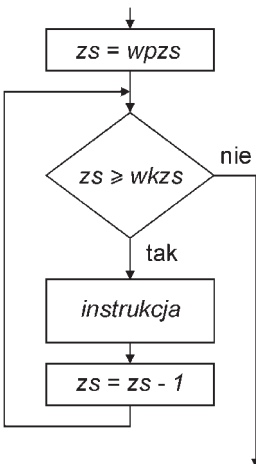 zs = wpzs
zs ⩾ wkzs
nie
tak
instrukcja
zs = zs - 1